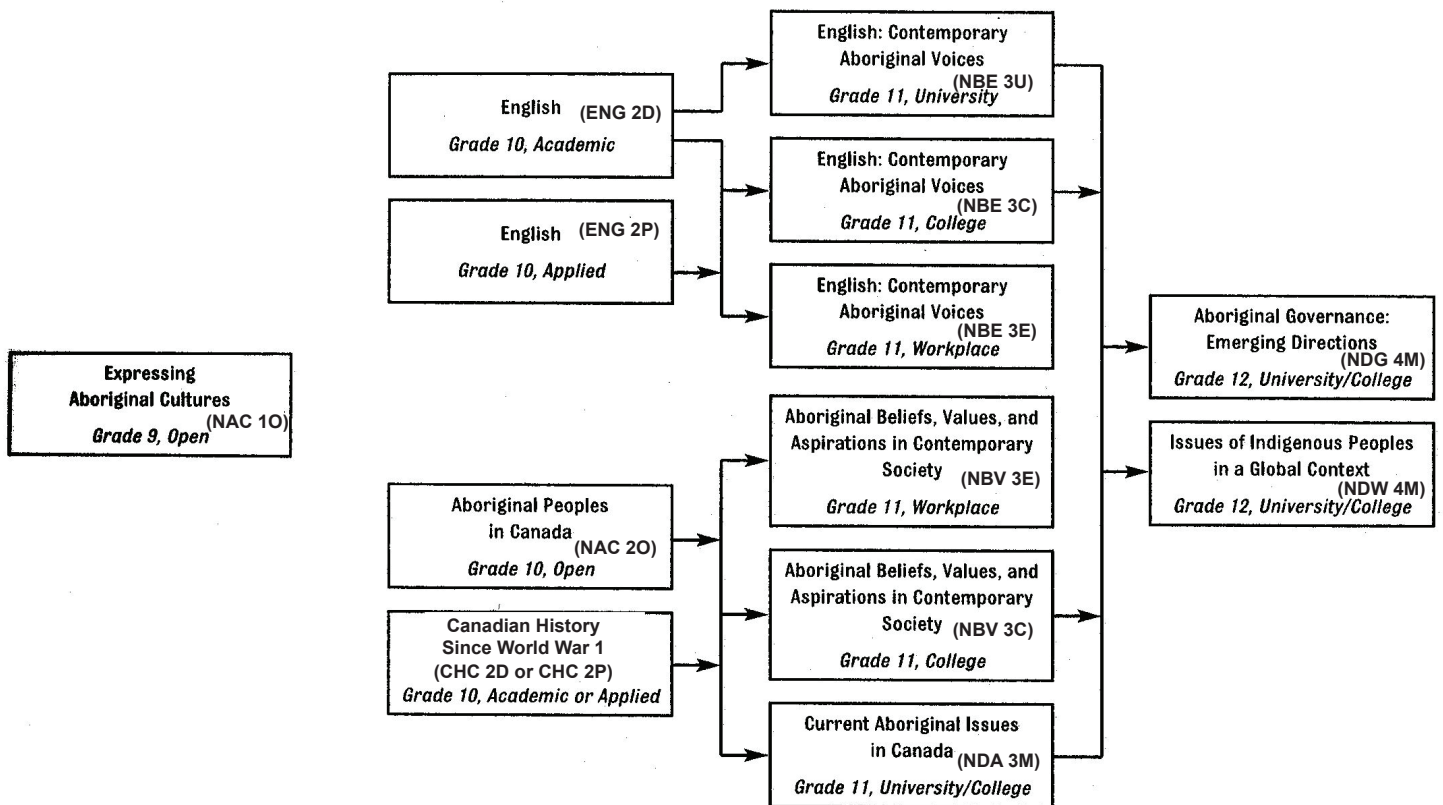 Expressing
Aboriginal Cultures
(NAC 1O)
Grade 9, Open
English (ENG 2D)
Grade 10, Academic
English (ENG 2P)
Grade 10, Applied
Aboriginal Peoples
in Canada
(NAC 2O)
Grade 10, Open
Canadian History
Since World War 1
(CHC 2D or CHC 2P)
Grade 10, Academic or Applied
English: Contemporary
Aboriginal Voices
(NBE 3U)
Grade 11, University
English: Contemporary
Aboriginal Voices
(NBE 3C)
Grade 11, College
English: Contemporary
Aboriginal Voices
(NBE 3E)
Grade 11, Workplace
Aboriginal Beliefs, Values, and
Aspirations in Contemporary
Society (NBV 3E)
Grade 11, Workplace
Aboriginal Beliefs, Values, and
Aspirations in Contemporary
Society (NBV 3C)
Grade 11, College
Current Aboriginal Issues
in Canada (NDA 3M)
Grade 11, University/College
Aboriginal Governance:
Emerging Directions
(NDG 4M)
Grade 12, University/College
Issues of Indigenous Peoples
in a Global Context
(NDW 4M)
Grade 12, University/College